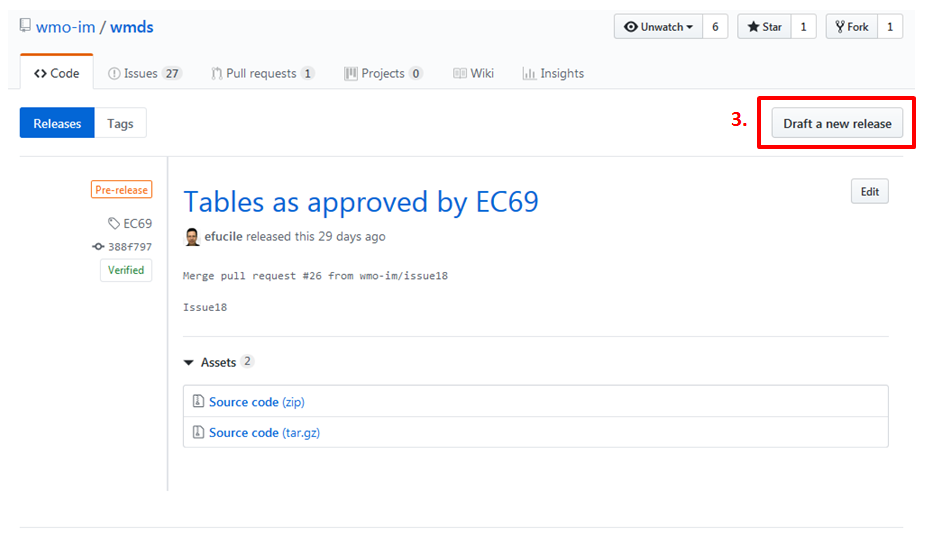 wmo-im / wmds
Unwatch 6
Star 1
Fork 1
Code
Issues 27
Pull requests 1
Projects 0
Wiki
Insights
Releases
Tags
3.
Draft a new release
Pre-release
EC69
388f797
Verified
Tables as approved by EC69
Edit
efucile released this 29 days ago
Merge pull request #26 from wmo-im/issue18
Issue18
Assets 2
Source code (zip)
Source code (tar.gz)